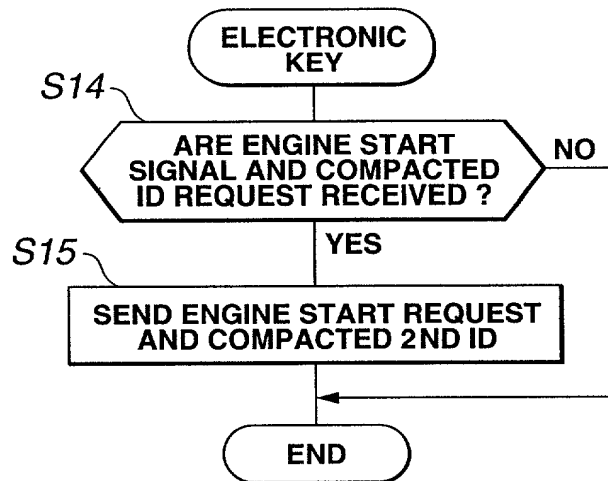 ELECTRONIC
KEY
S14
ARE ENGINE START
SIGNAL AND COMPACTED
ID REQUEST RECEIVED ?
NO
YES
S15
SEND ENGINE START REQUEST
AND COMPACTED 2ND ID
END